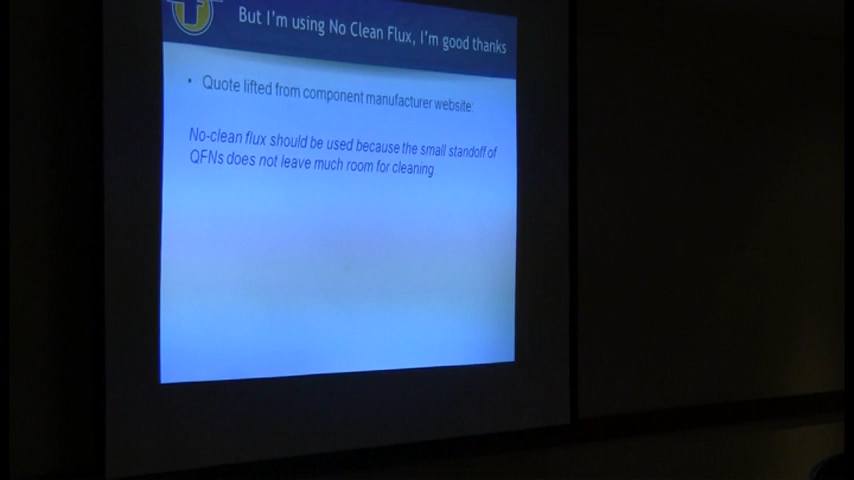 But I'm using No Clean Flux, I'm good thanks
• Quote lifted from component manufacturer website:
No-clean flux should be used because the small standoff of
QFNs does not leave much room for cleaning